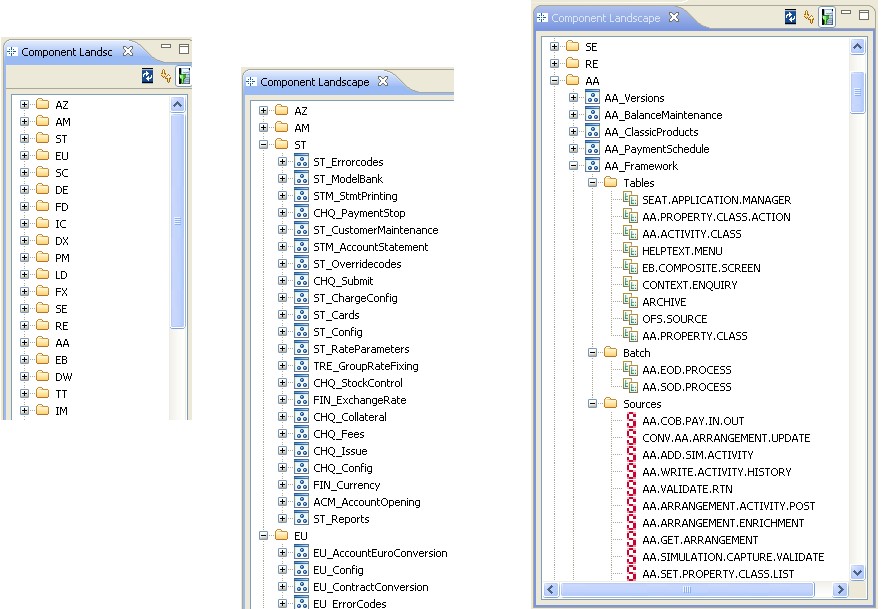 Component Landsc
AZ
AM
ST
EU
SC
DE
FD
IC
DX
PM
LD
FX
SE
RE
AA
EB
DW
TT
IM
Component Landscape
AZ
AM
ST
ST_Errorcodes
ST_ModelBank
STM_StmtPrinting
CHQ_PaymentStop
ST_CustomerMaintenance
STM_AccountStatement
ST_Overridecodes
CHQ_Submit
ST_ChargeConfig
ST_Cards
ST_Config
ST_RateParameters
TRE_GroupRateFixing
CHQ_StockControl
FIN_ExchangeRate
CHQ_Collateral
CHQ_Fees
CHQ_Issue
CHQ_Config
FIN_Currency
ACM_AccountOpening
ST_Reports
EU
EU_AccountEuroConversion
EU_Config
EU_ContractConversion
EU_ErrorCodes
Component Landscape
SE
RE
AA
AA_Versions
AA_BalanceMaintenance
AA_ClassicProducts
AA_PaymentSchedule
AA_Framework
Tables
SEAT.APPLICATION.MANAGER
AA.PROPERTY.CLASS.ACTION
AA.ACTIVITY.CLASS
HELPTEXT.MENU
EB.COMPOSITE.SCREEN
CONTEXT.ENQUIRY
ARCHIVE
OFS.SOURCE
AA.PROPERTY.CLASS
Batch
AA.EOD.PROCESS
AA.SOD.PROCESS
Sources
AA.COB.PAY.IN.OUT
CONV.AA.ARRANGEMENT.UPDATE
AA.ADD.SIM.ACTIVITY
AA.WRITE.ACTIVITY.HISTORY
AA.VALIDATE.RTN
AA.ARRANGEMENT.ACTIVITY.POST
AA.ARRANGEMENT.ENRICHMENT
AA.GET.ARRANGEMENT
AA.SIMULATION.CAPTURE.VALIDATE
AA.SET.PROPERTY.CLASS.LIST